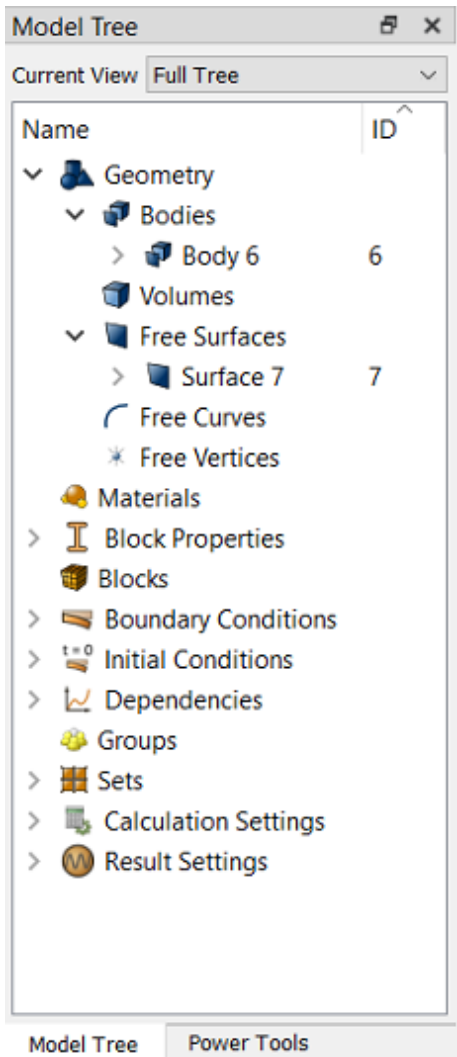 Model Tree
Current View Full Tree
Name ID
Geometry
Bodies
Body 6 6
Volumes
Free Surfaces
Surface 7 7
Free Curves
Free Vertices
Materials
Block Properties
Blocks
Boundary Conditions
t=0
Initial Conditions
Dependencies
Groups
Sets
Calculation Settings
Result Settings
Model Tree Power Tools